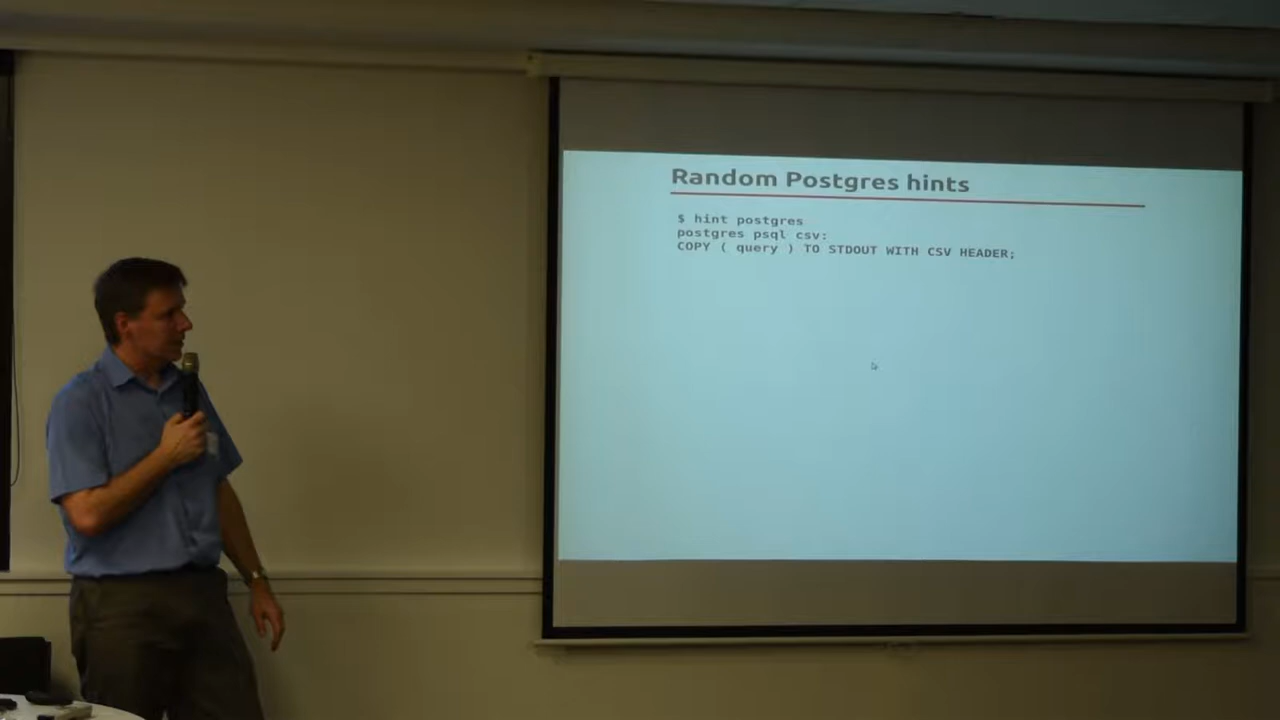 Random Postgres hints
$ hint postgres
postgres psql csv:
COPY ( query ) TO STDOUT WITH CSV HEADER;